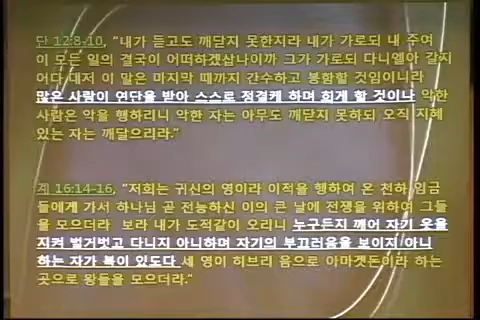 단 12:8-10, "내가 듣고도 깨닫지 못한지라 내가 가로되 내 주여
이 모든 일의 결국이 어떠하겠삽나이까 그가 가로되 다니엘아 갈지
어다 대저 이 말은 마지막 때까지 간수하고 봉함할 것임이니라
많은 사람이 연단을 받아 스스로 정결케 하며 희게 할 것이나 악한
사람은 악을 행하리니 악한 자는 아무도 깨닫지 못하되 오직 지혜
있는 자는 깨달으리라."
계 16:14-16, "저희는 귀신의 영이라 이적을 행하여 온 천하 임금
들에게 가서 하나님 곧 전능하신 이의 큰 날에 전쟁을 위하여 그들
을 모으더라 보라 내가 도적같이 오리니 누구든지 깨어 자기 옷을
지켜 벌거벗고 다니지 아니하며 자기의 부끄러움을 보이지 아니
하는 자가 복이 있도다 세 영이 히브리 음으로 아마겟돈이라 하는
곳으로 왕들을 모으더라."